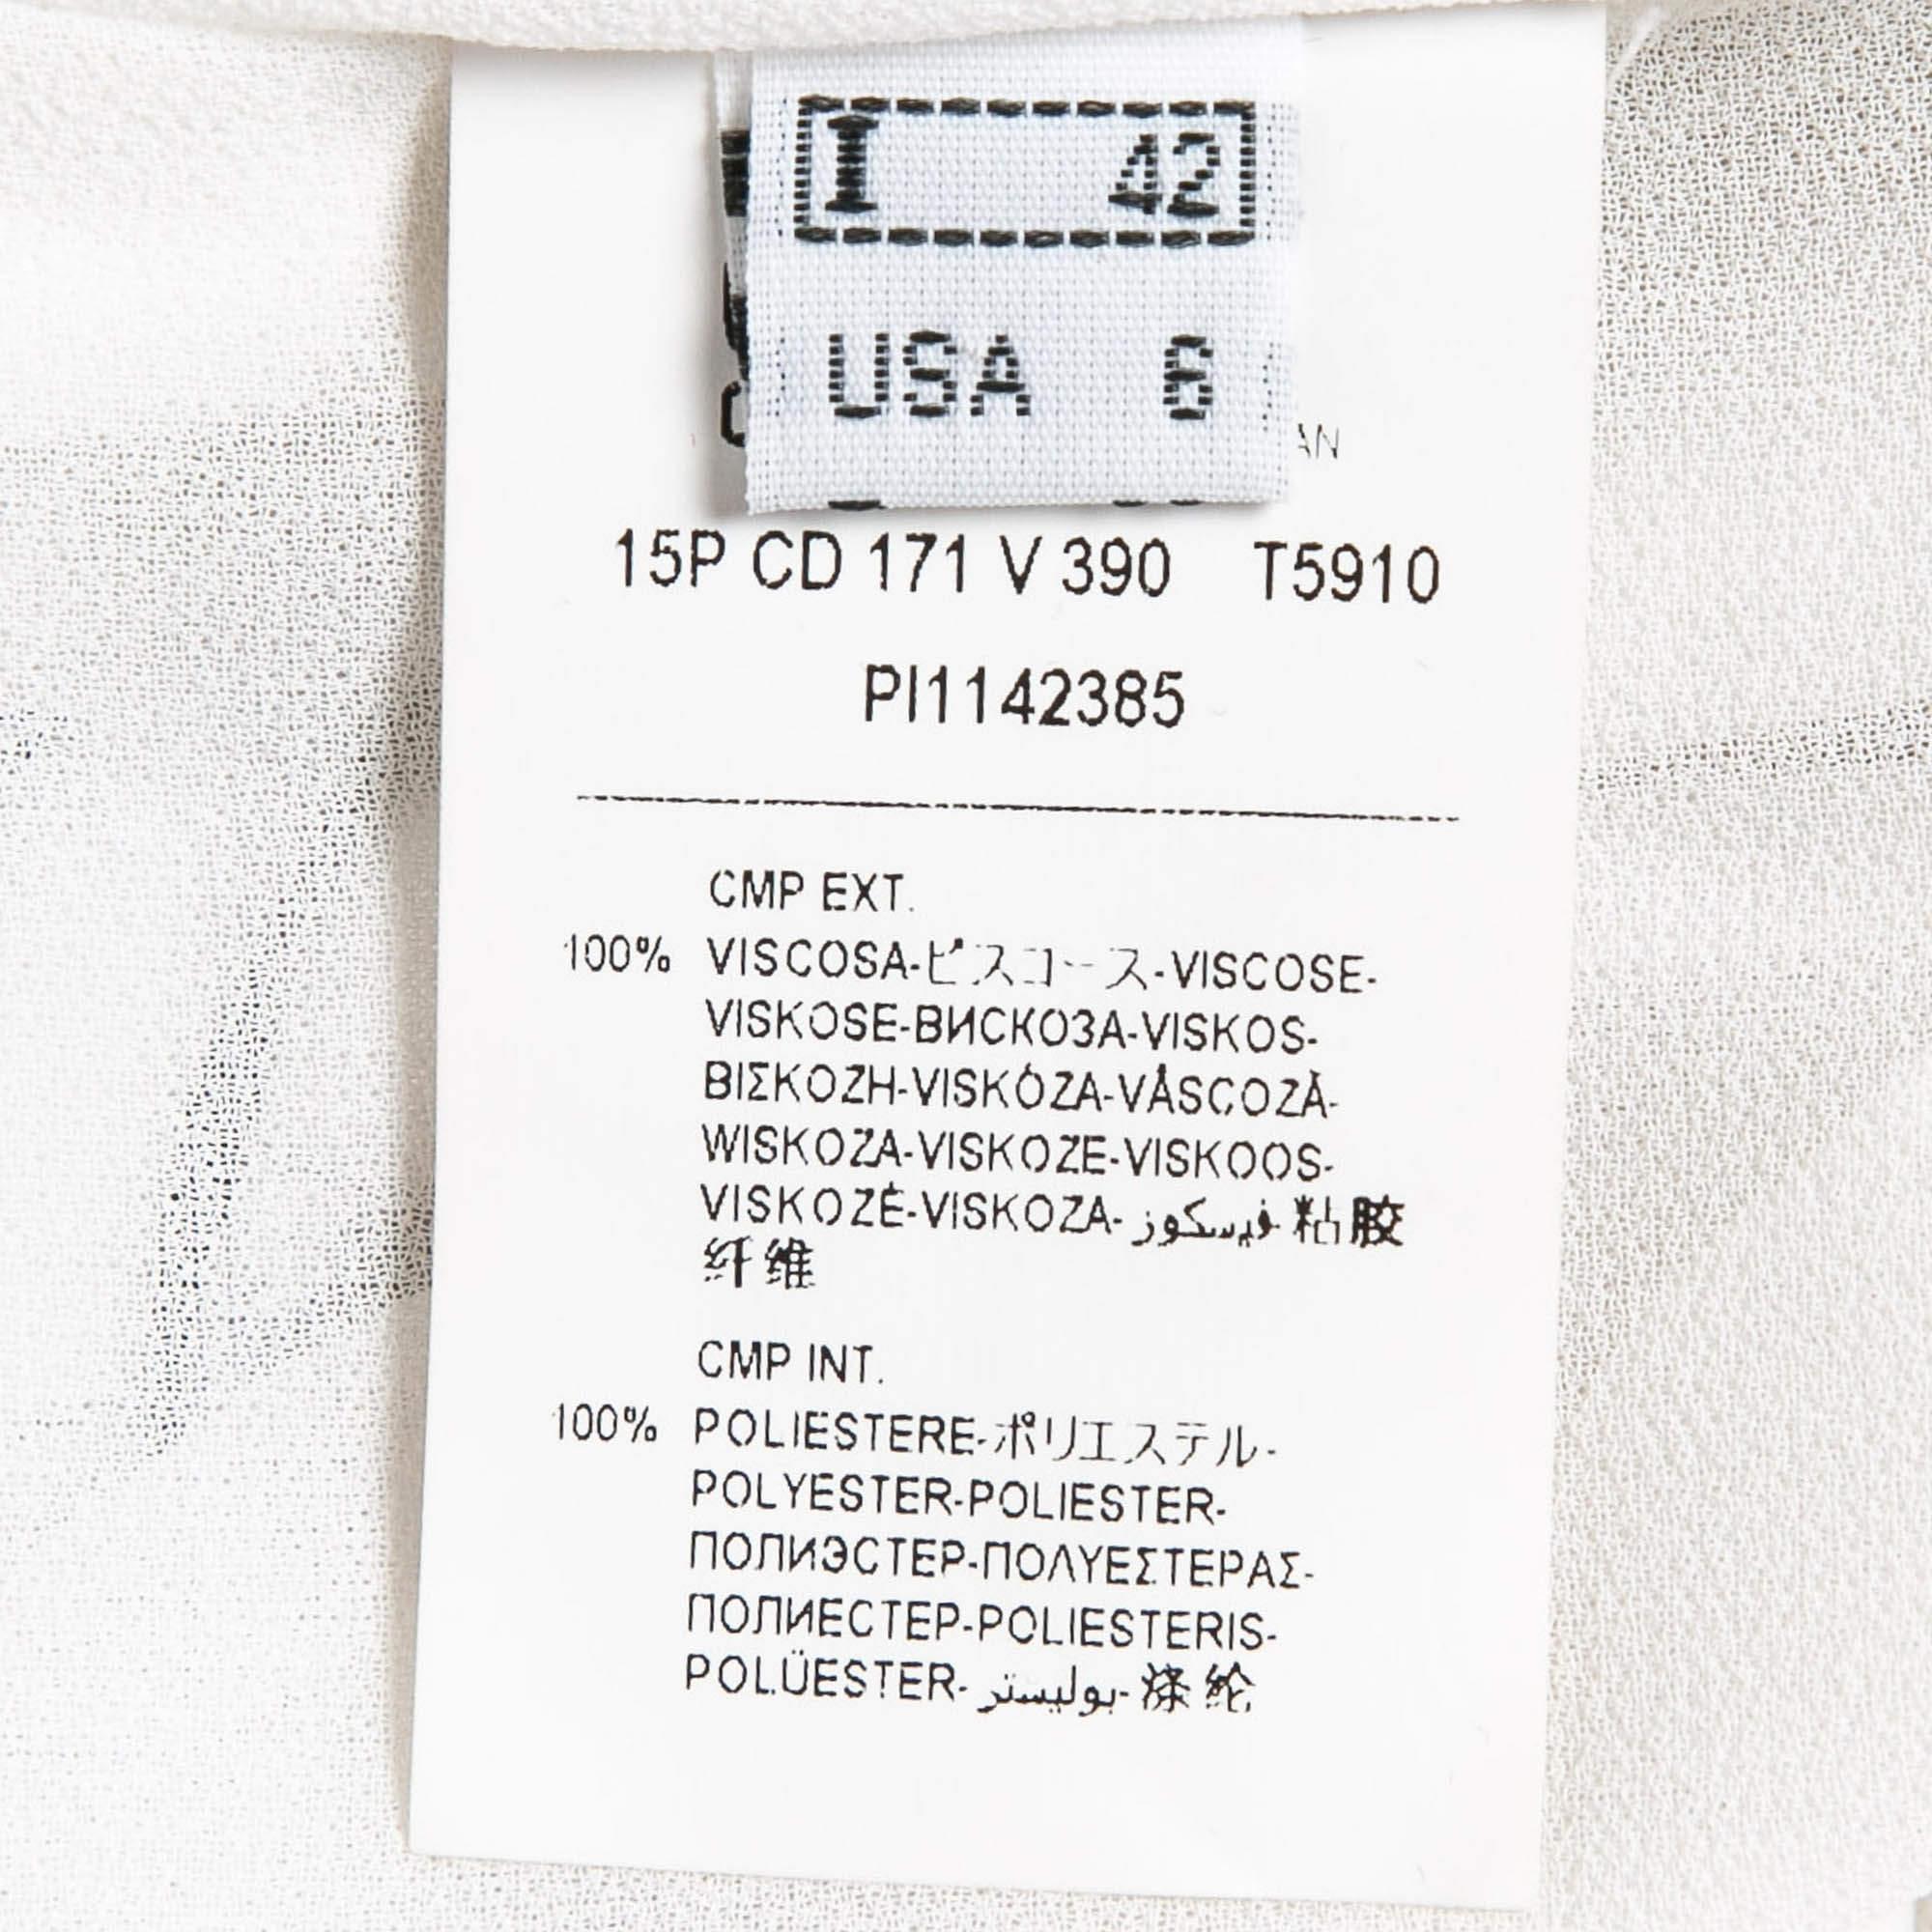 I 42
USA 6
15P CD 171 V 390 T5910
PI1142385
CMP EXT.
100% VISCOSA-ビスコース-VISCOSE-
VISKOSE-ВИСКОЗА-VISKOS-
ΒΙΣΚΟΖΗ-VISKÓZA-VÅSCOZÅ-
WISKOZA-VISKOZE-VISKOOS-
VISKOZĖ-VISKOZA-فيسكوز 粘胶
纤维
CMP INT.
100% POLIESTERE-ポリエステル-
POLYESTER-POLIESTER-
ПОЛИЭСТЕР-ΠΟΛΥΕΣΤΕΡΑΣ-
ПОЛИЕСТЕР-POLIESTERIS-
POLÜESTER-بوليستر-涤纶